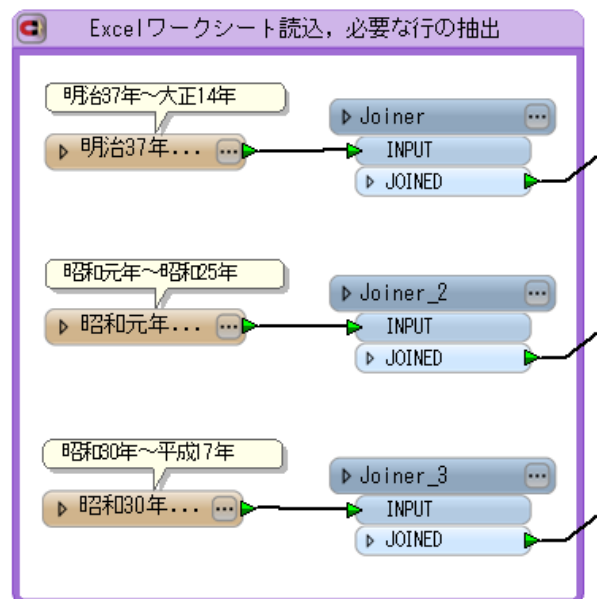 Excelワークシート読込，必要な行の抽出
明治37年～大正14年
明治37年...
Joiner
INPUT
JOINED
昭和元年～昭和25年
昭和元年...
Joiner_2
INPUT
JOINED
昭和30年～平成17年
昭和30年...
Joiner_3
INPUT
JOINED